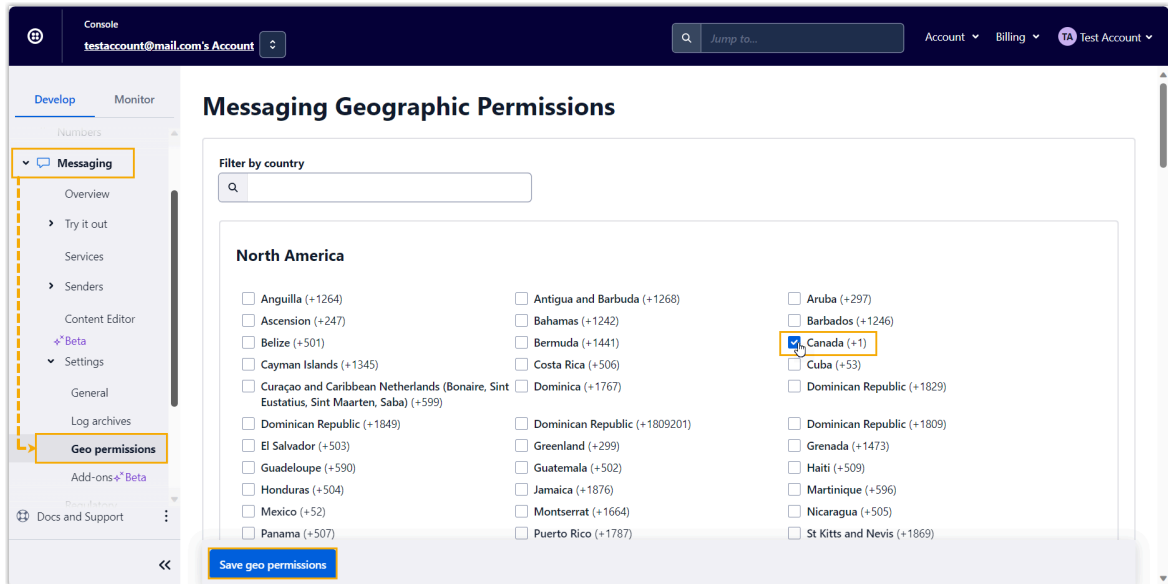 Console
testaccount@mail.com's Account
Jump to...
Account
Billing
TA Test Account
Develop
Monitor
Numbers
Messaging
Overview
Try it out
Services
Senders
Content Editor
Beta
Settings
General
Log archives
Geo permissions
Add-ons Beta
Regulatory
Docs and Support
Messaging Geographic Permissions
Filter by country
North America
Anguilla (+1264)
Antigua and Barbuda (+1268)
Aruba (+297)
Ascension (+247)
Bahamas (+1242)
Barbados (+1246)
Belize (+501)
Bermuda (+1441)
Canada (+1)
Cayman Islands (+1345)
Costa Rica (+506)
Cuba (+53)
Curaçao and Caribbean Netherlands (Bonaire, Sint
Eustatius, Sint Maarten, Saba) (+599)
Dominica (+1767)
Dominican Republic (+1829)
Dominican Republic (+1849)
Dominican Republic (+1809201)
Dominican Republic (+1809)
El Salvador (+503)
Greenland (+299)
Grenada (+1473)
Guadeloupe (+590)
Guatemala (+502)
Haiti (+509)
Honduras (+504)
Jamaica (+1876)
Martinique (+596)
Mexico (+52)
Montserrat (+1664)
Nicaragua (+505)
Panama (+507)
Puerto Rico (+1787)
St Kitts and Nevis (+1869)
Save geo permissions